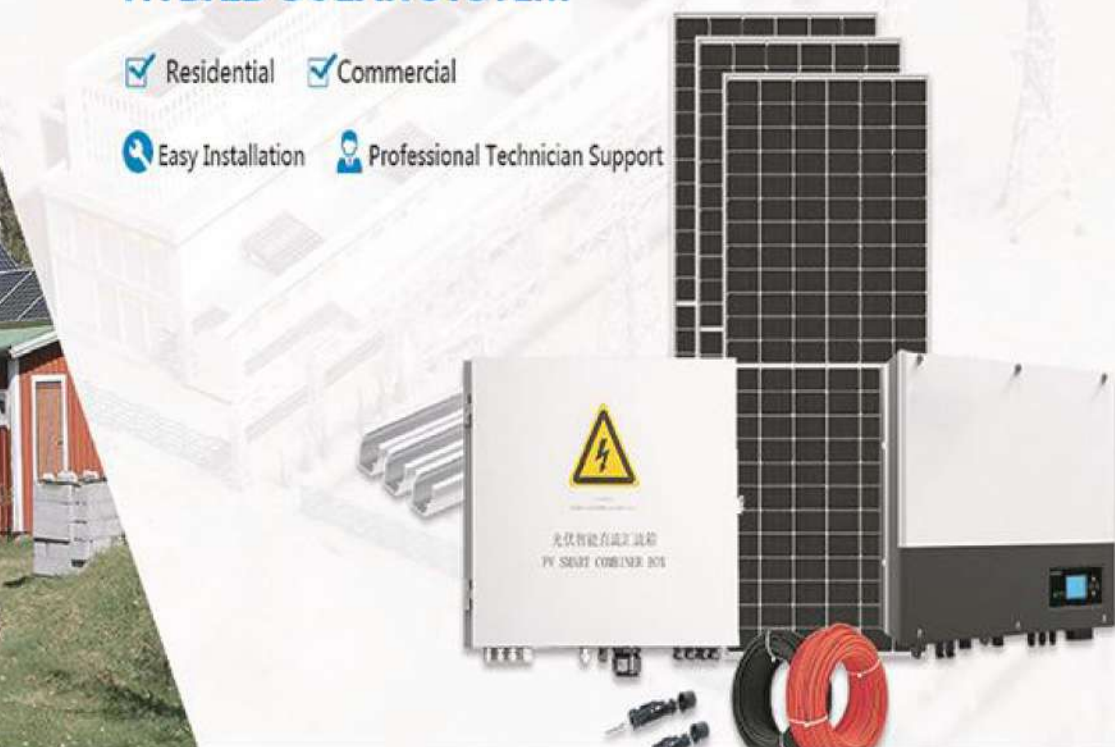 Residential Commercial
Easy Installation Professional Technician Support
光伏智能直流汇流箱
PV SMART COMBINER BOX